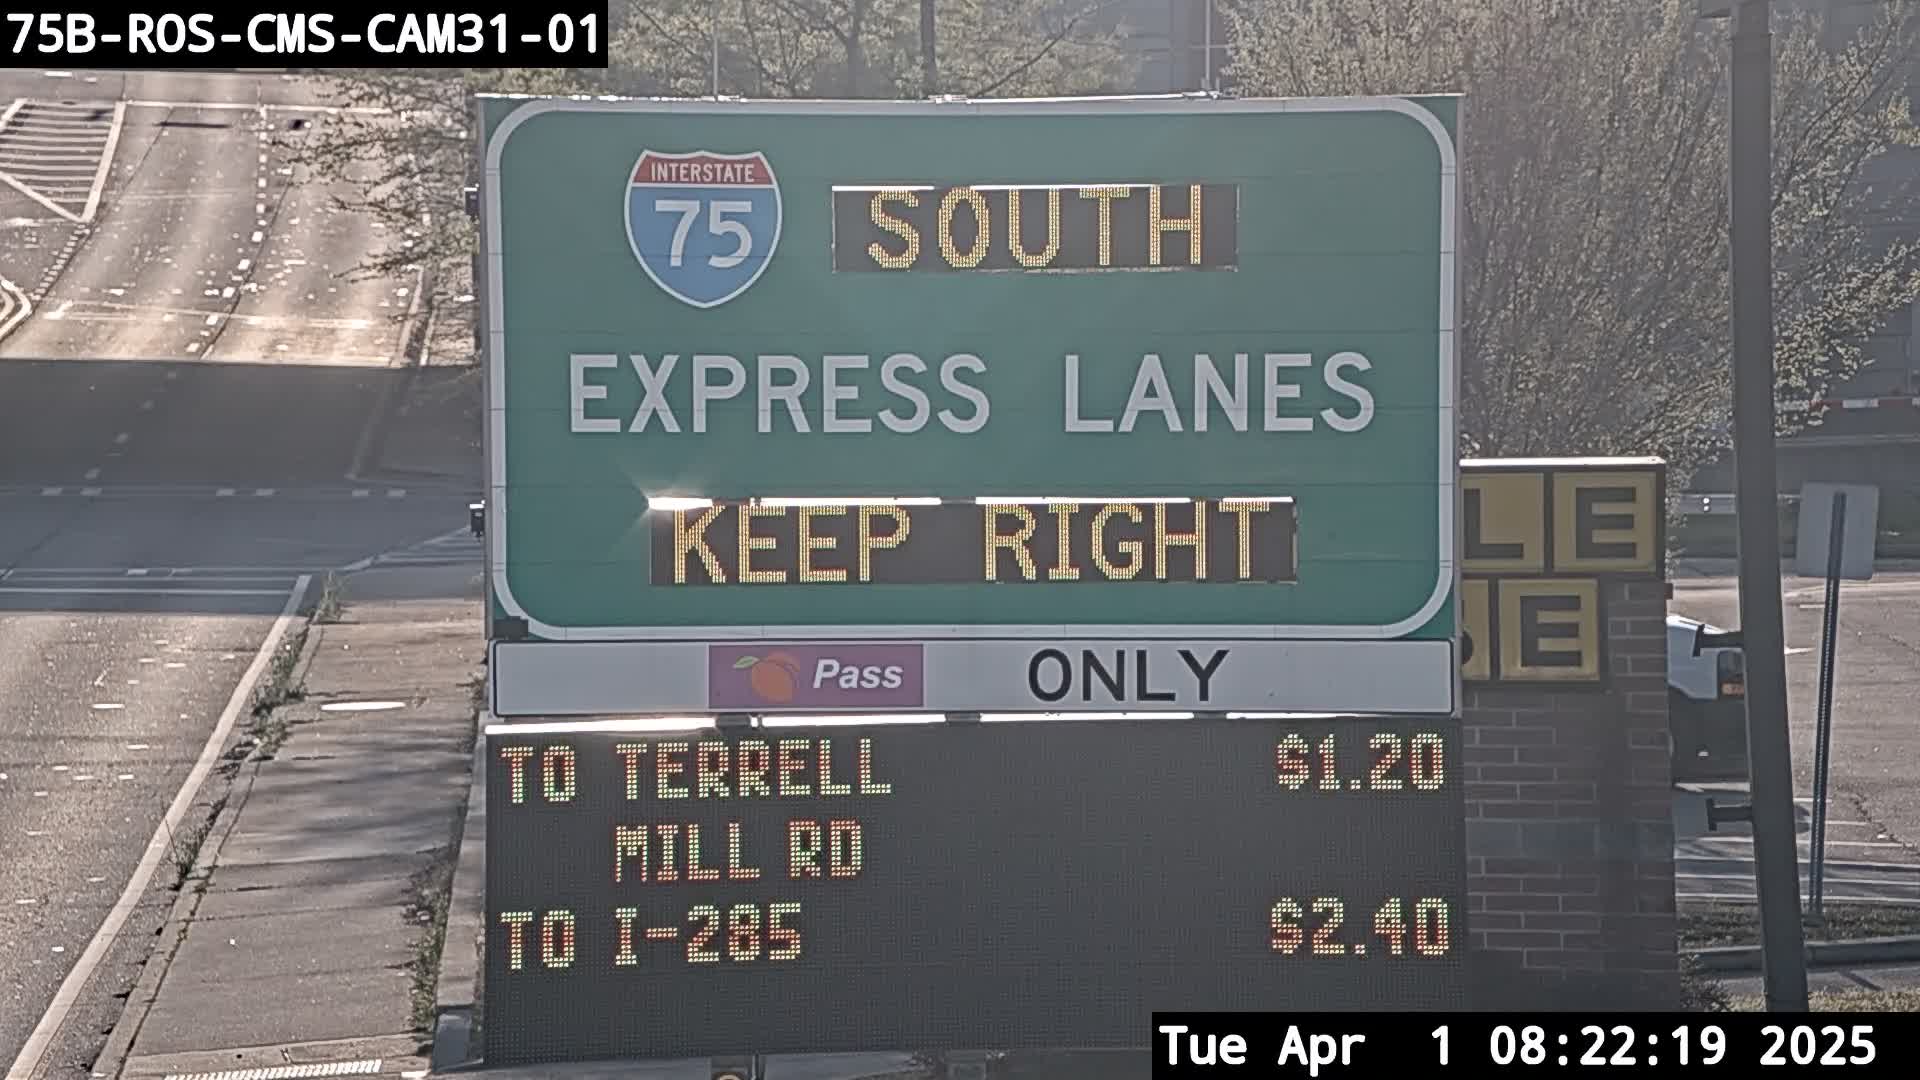 75B-ROS-CMS-CAM31-01
INTERSTATE
75
SOUTH
EXPRESS LANES
KEEP RIGHT
Pass ONLY
TO TERRELL $1.20
MILL RD
TO I-285 $2.40
LE
E
Tue Apr 1 08:22:19 2025